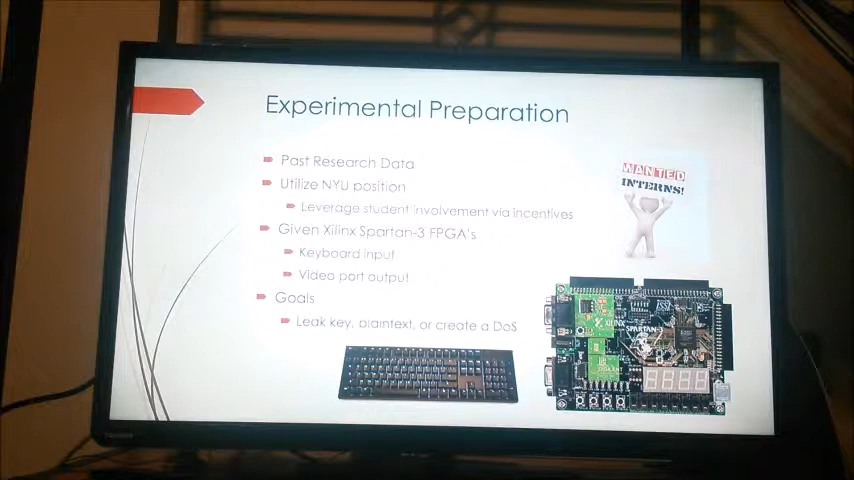 Experimental Preparation
Past Research Data
Utilize NYU position
Leverage student involvement via incentives
Given Xilinx Spartan-3 FPGA's
Keyboard input
Video port output
Goals
Leak key, plaintext, or create a DoS
WANTED
INTERNS!
XILINX
SPARTAN
8888